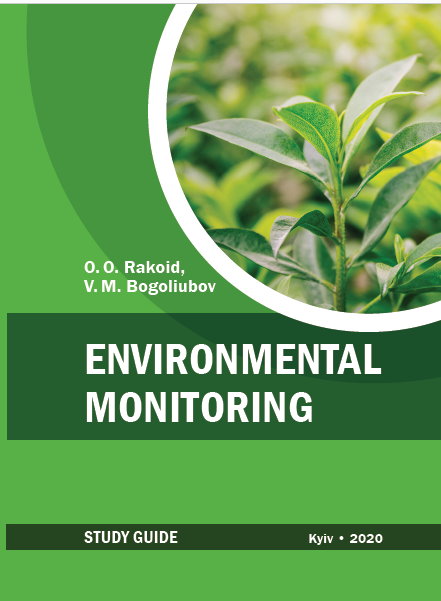 O. O. Rakoid,
V. M. Bogoliubov
ENVIRONMENTAL
MONITORING
STUDY GUIDE
Kyiv • 2020